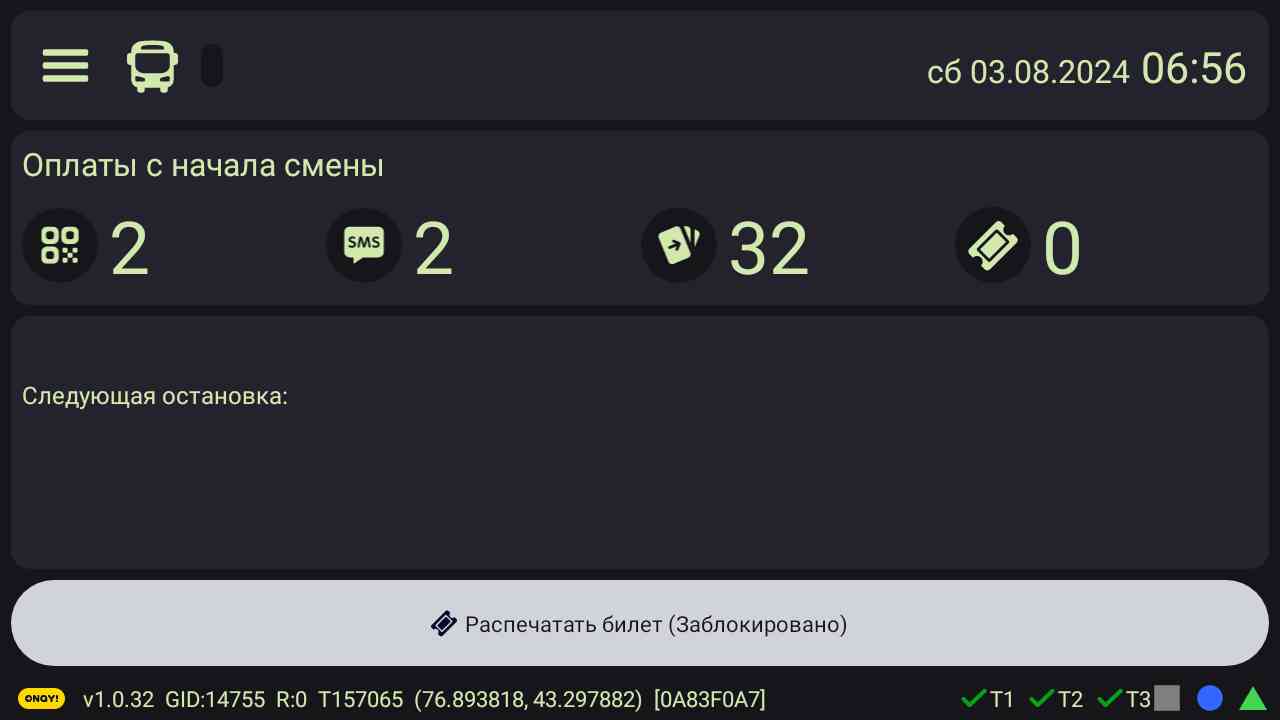 сб 03.08.2024 06:56
Оплаты с начала смены
2 SMS 2 32 0
Следующая остановка:
Распечатать билет (Заблокировано)
ONAY! v1.0.32 GID:14755 R:0 T157065 (76.893818, 43.297882) [0A83F0A7] T1 T2 T3